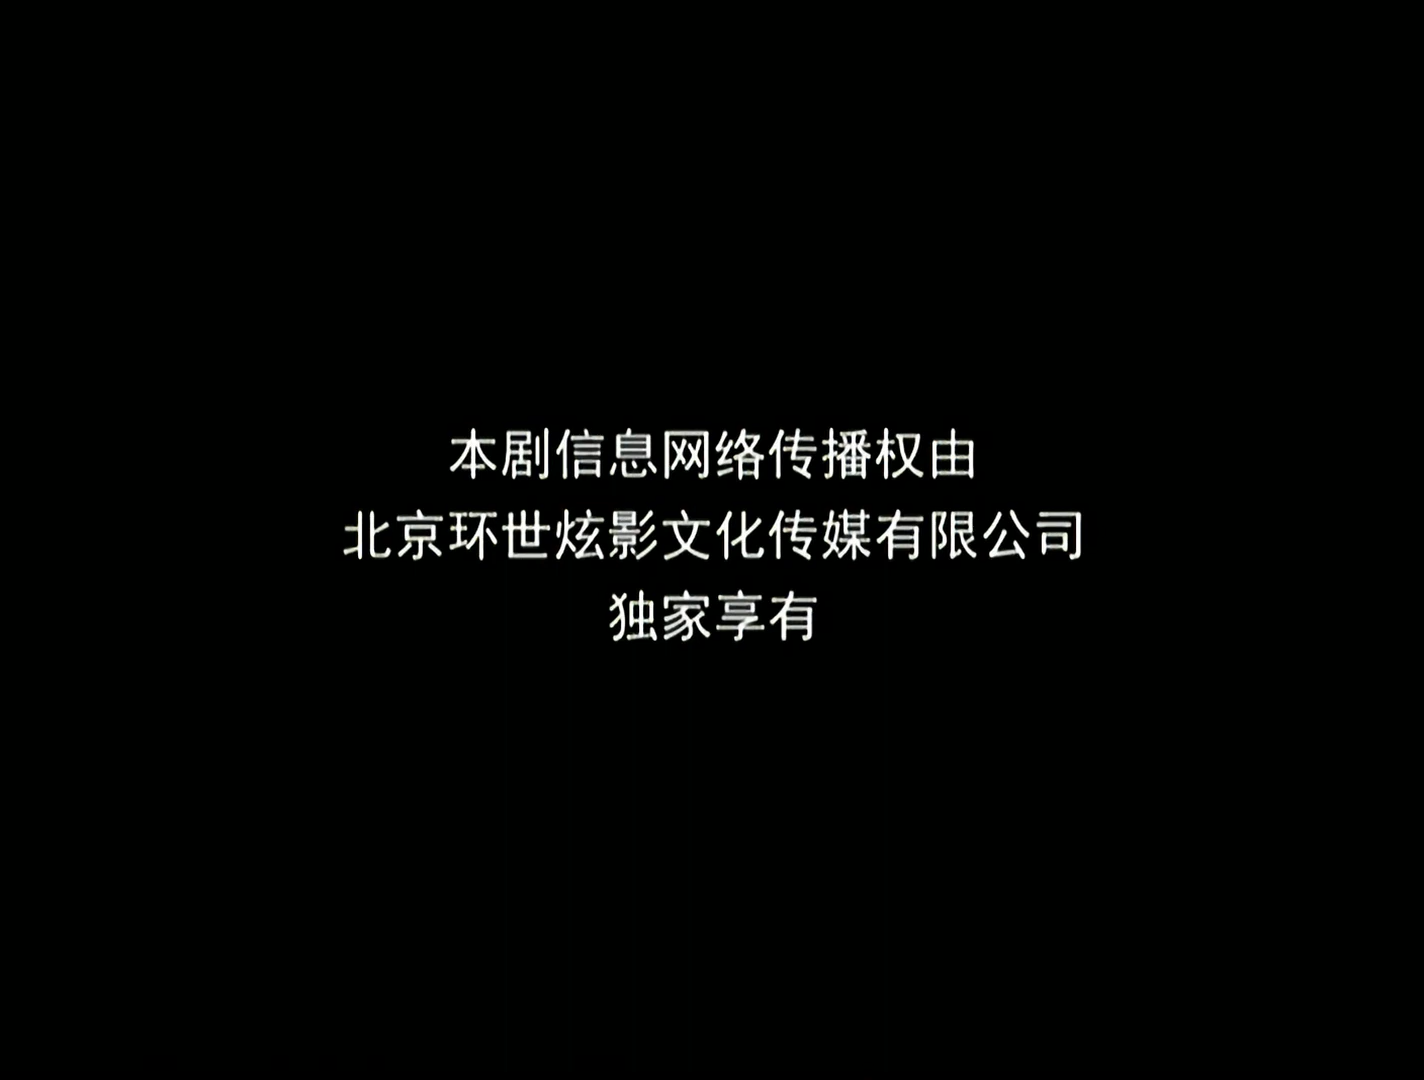 本剧信息网络传播权由
北京环世炫影文化传媒有限公司
独家享有